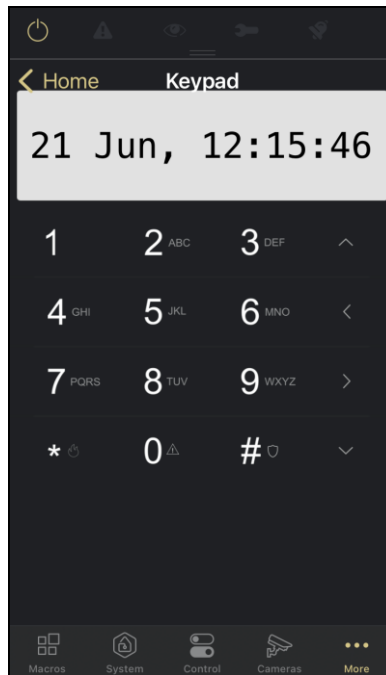 Home Keypad
21 Jun, 12:15:46
1 2 ABC 3 DEF
4 GHI 5 JKL 6 MNO
7 PQRS 8 TUV 9 WXYZ
* 0 #
Macros System Control Cameras More